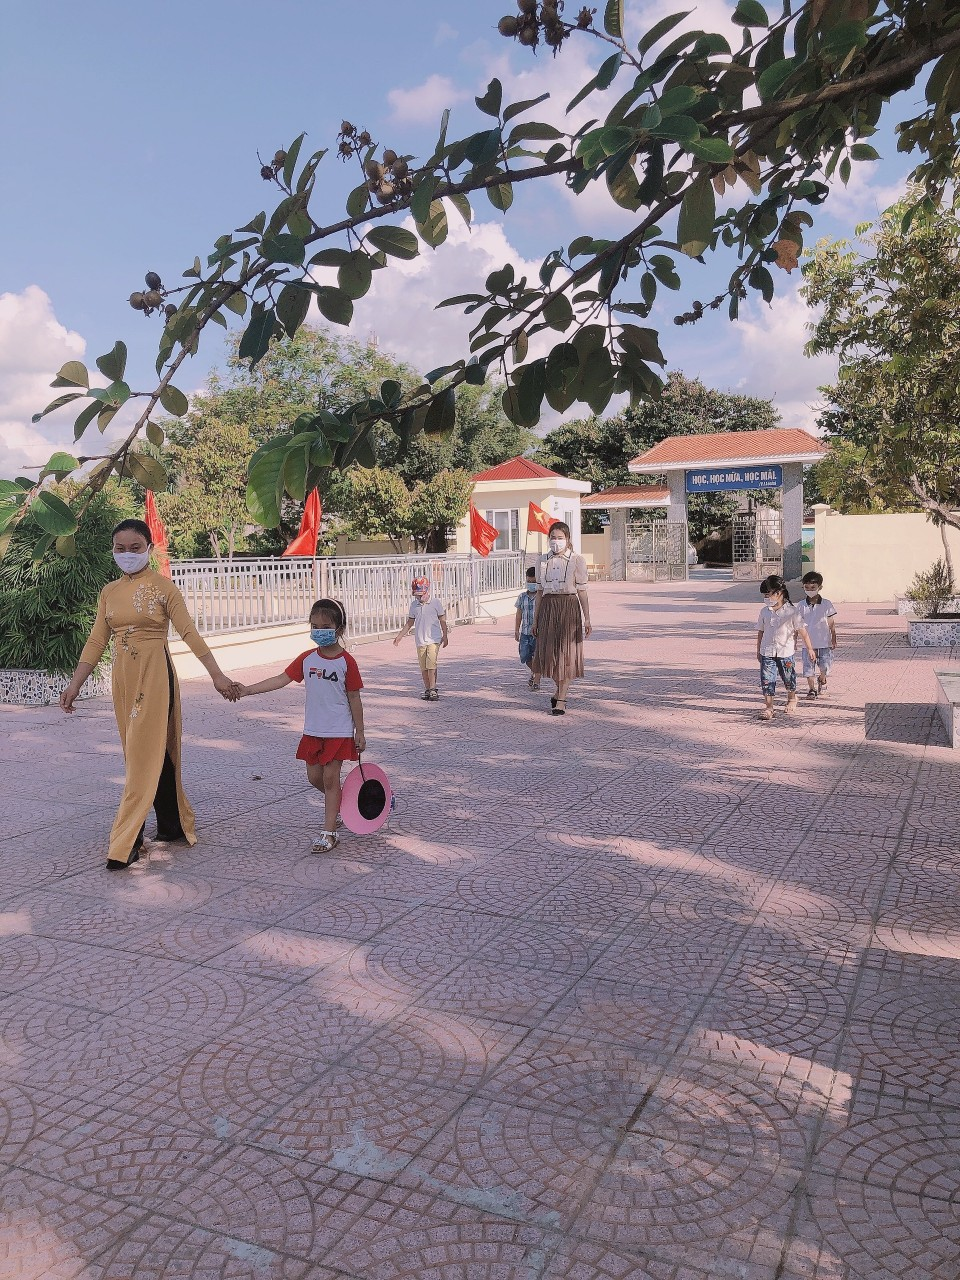 HỌC, HỌC NỮA, HỌC MÃI.
FILA